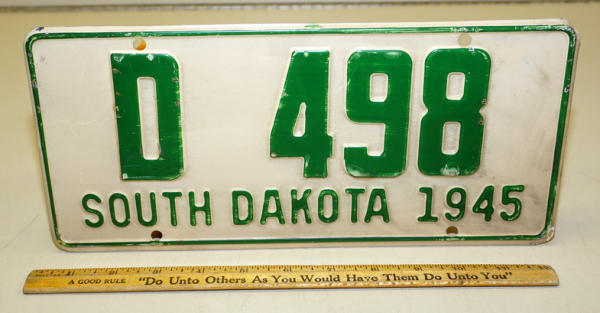 D 498
SOUTH DAKOTA 1945
A GOOD RULE "Do Unto Others As You Would Have Them Do Unto You"